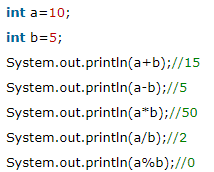 int a=10;
int b=5;
System.out.println(a+b);//15
System.out.println(a-b);//5
System.out.println(a*b);//50
System.out.println(a/b);//2
System.out.println(a%b);//0